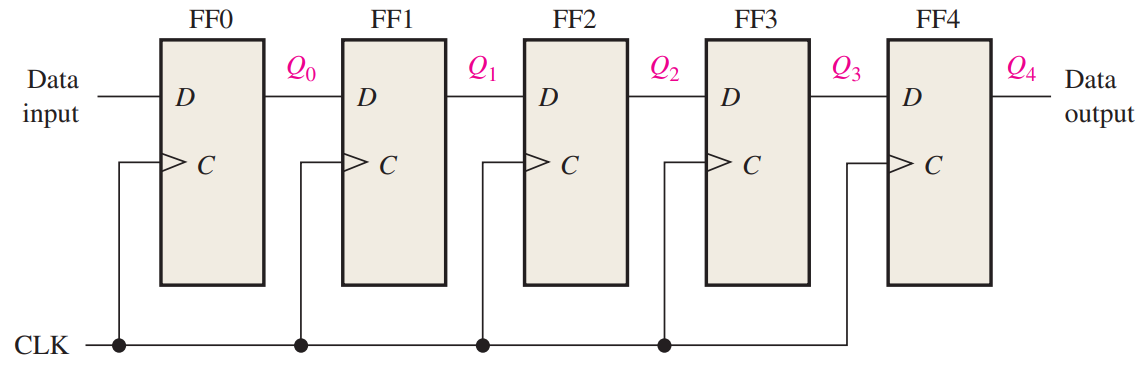 FF0 FF1 FF2 FF3 FF4
Data
input
Q0 Q1 Q2 Q3 Q4
Data
output
D D D D D
C C C C C
CLK